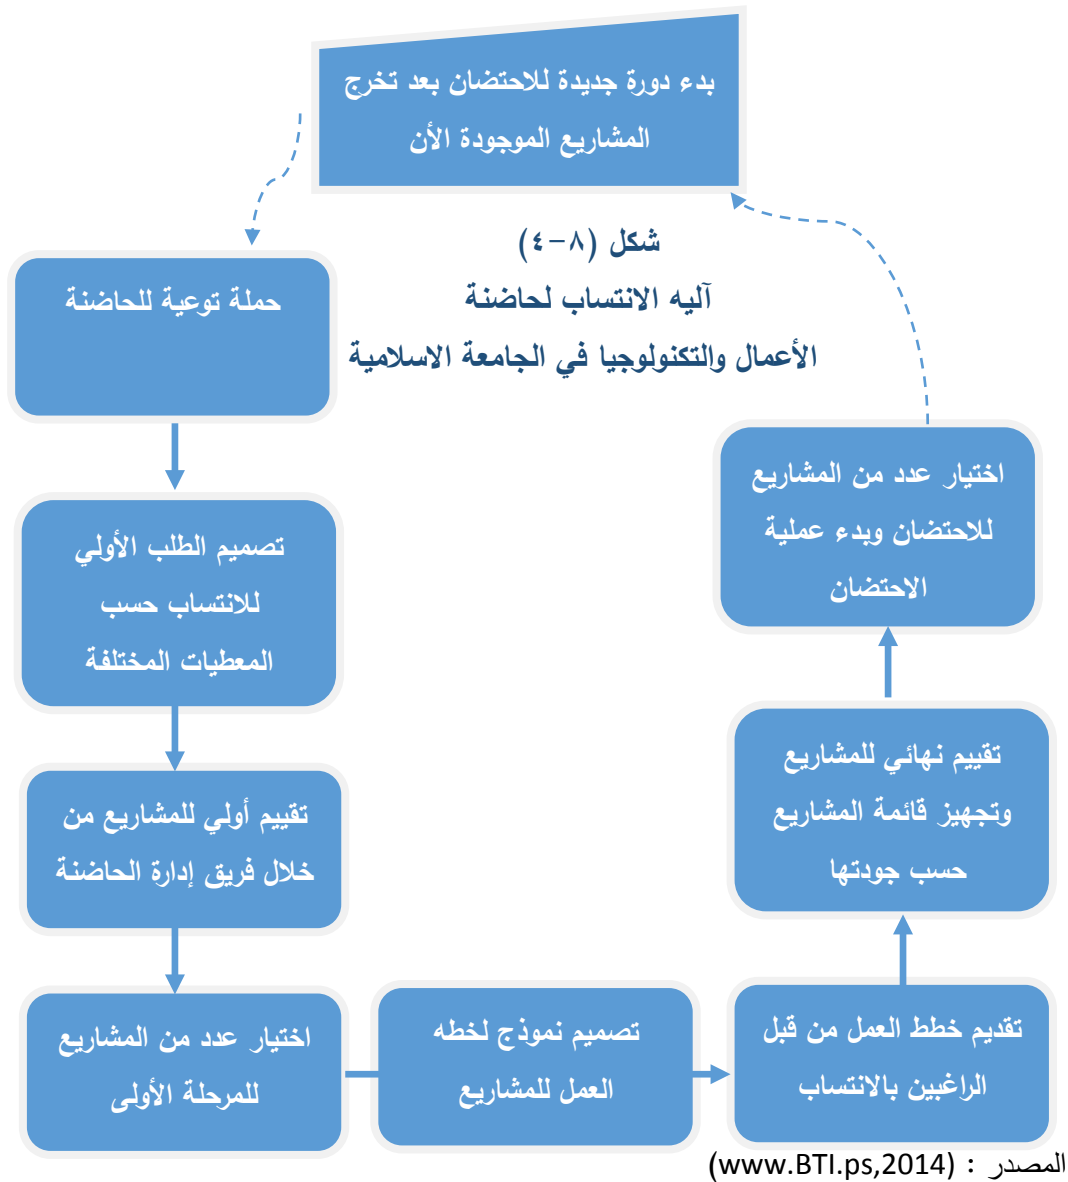 بدء دورة جديدة للاحتضان بعد تخرج
المشاريع الموجودة الأن
شكل (٨-٤)
آليه الانتساب لحاضنة
الأعمال والتكنولوجيا في الجامعة الاسلامية
حملة توعية للحاضنة
تصميم الطلب الأولي
للانتساب حسب
المعطيات المختلفة
تقييم أولي للمشاريع من
خلال فريق إدارة الحاضنة
اختيار عدد من المشاريع
للمرحلة الأولى
تصميم نموذج لخطه
العمل للمشاريع
تقديم خطط العمل من قبل
الراغبين بالانتساب
تقييم نهائي للمشاريع
وتجهيز قائمة المشاريع
حسب جودتها
اختيار عدد من المشاريع
للاحتضان وبدء عملية
الاحتضان
المصدر : (www.BTI.ps,2014)